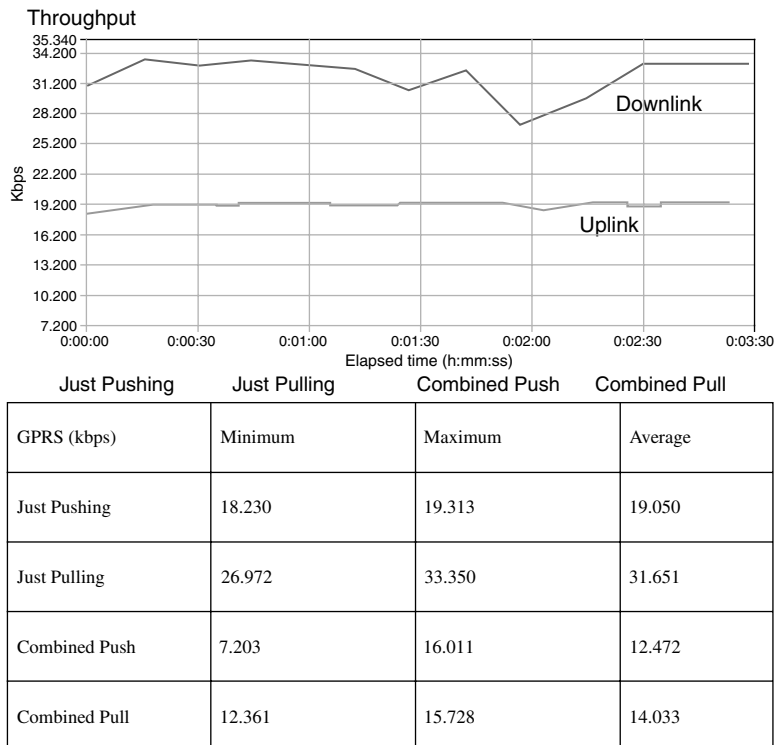 Throughput
35.340
34.200
31.200
28.200
25.200
22.200
19.200
16.200
13.200
10.200
7.200
Kbps
Downlink
Uplink
0:00:00 0:00:30 0:01:00 0:01:30 0:02:00 0:02:30 0:03:30
Elapsed time (h:mm:ss)
Just Pushing Just Pulling Combined Push Combined Pull
GPRS (kbps) Minimum Maximum Average
Just Pushing 18.230 19.313 19.050
Just Pulling 26.972 33.350 31.651
Combined Push 7.203 16.011 12.472
Combined Pull 12.361 15.728 14.033